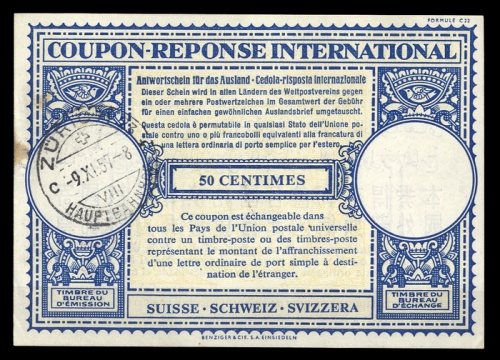 FORMULE C22
COUPON-REPONSE INTERNATIONAL
Antwortschein für das Ausland - Cedola-risposta internazionale
Dieser Schein wird in allen Ländern des Weltpostvereins gegen
ein oder mehrere Postwertzeichen im Gesamtwert der Gebühr
für einen einfachen gewöhnlichen Auslandsbrief umgetauscht.
Questa cedola è permutabile in qualsiasi Stato dell'Unione po-
stale contro uno o più francobolli equivalenti alla francatura di
una lettera ordinaria di porto semplice per l'estero.
-9.XI.57-8
VIII
50 CENTIMES
Ce coupon est échangeable dans
tous les Pays de l'Union postale universelle
contre un timbre-poste ou des timbres-poste
représentant le montant de l'affranchissement
d'une lettre ordinaire de port simple à desti-
nation de l'étranger.
TIMBRE DU
BUREAU
D'ÉMISSION
TIMBRE DU
BUREAU
D'ÉCHANGE
SUISSE · SCHWEIZ · SVIZZERA
BENZIGER & CIE. S.A. EINSIEDELN